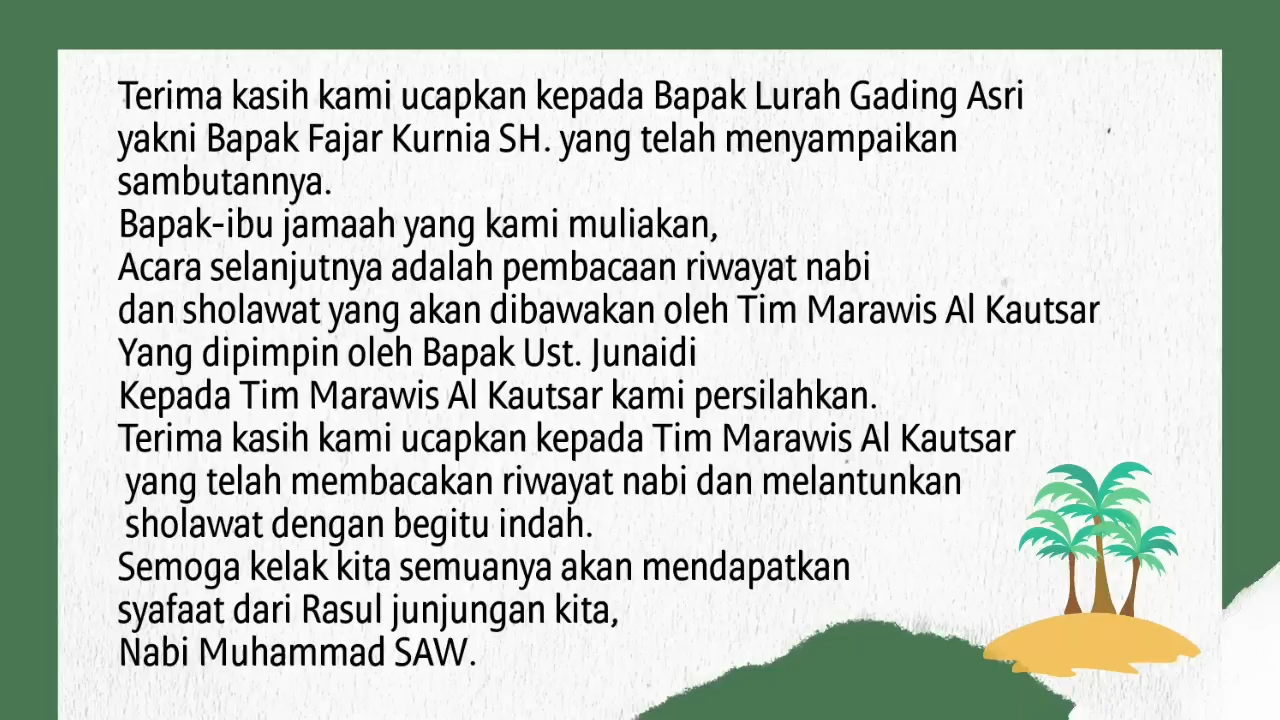 Terima kasih kami ucapkan kepada Bapak Lurah Gading Asri
yakni Bapak Fajar Kurnia SH. yang telah menyampaikan
sambutannya.
Bapak-ibu jamaah yang kami muliakan,
Acara selanjutnya adalah pembacaan riwayat nabi
dan sholawat yang akan dibawakan oleh Tim Marawis Al Kautsar
Yang dipimpin oleh Bapak Ust. Junaidi
Kepada Tim Marawis Al Kautsar kami persilahkan.
Terima kasih kami ucapkan kepada Tim Marawis Al Kautsar
yang telah membacakan riwayat nabi dan melantunkan
sholawat dengan begitu indah.
Semoga kelak kita semuanya akan mendapatkan
syafaat dari Rasul junjungan kita,
Nabi Muhammad SAW.